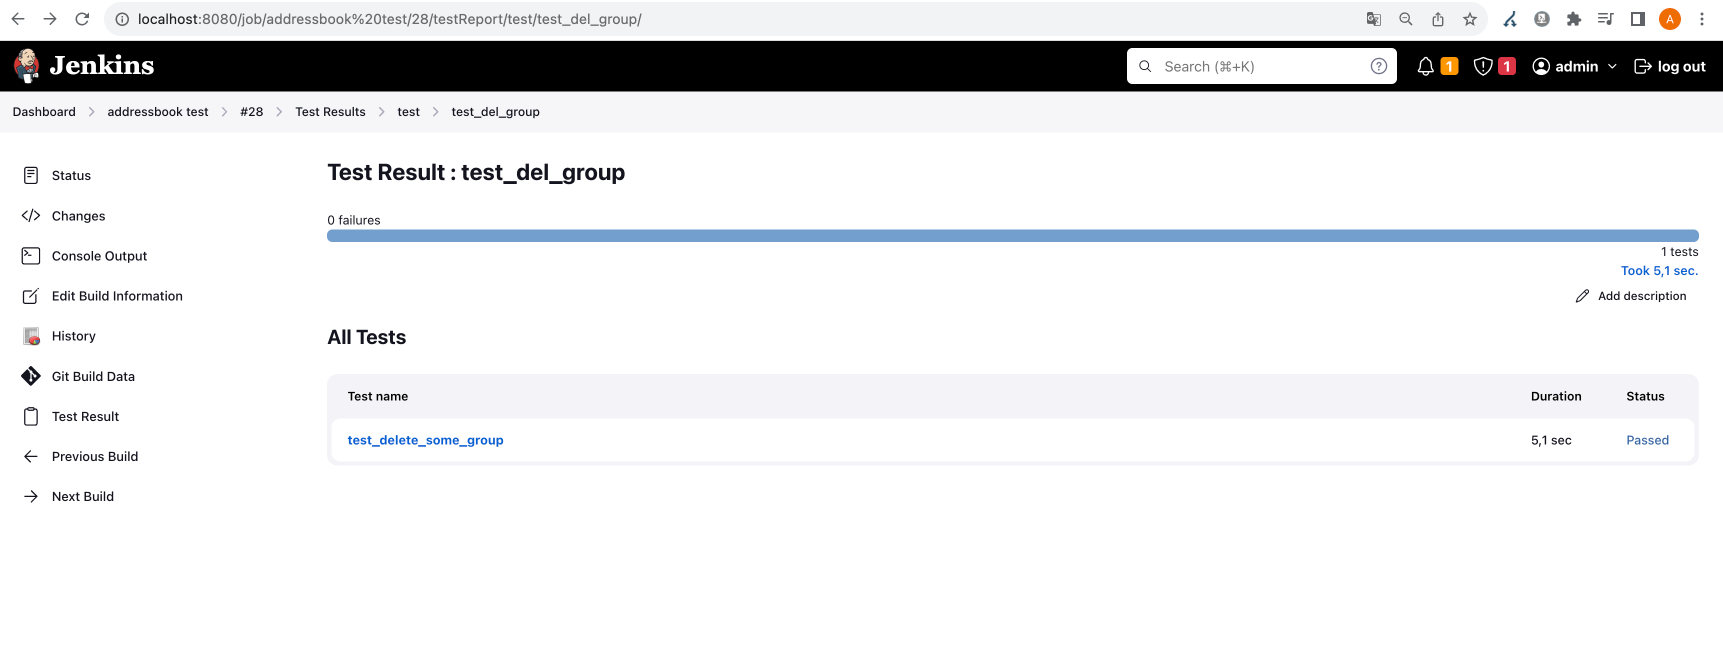 localhost:8080/job/addressbook%20test/28/testReport/test/test_del_group/
A
Jenkins
Search (⌘+K)
?
1
1
admin
log out
Dashboard
addressbook test
#28
Test Results
test
test_del_group
Status
Changes
Console Output
Edit Build Information
History
Git Build Data
Test Result
Previous Build
Next Build
Test Result : test_del_group
0 failures
1 tests
Took 5,1 sec.
Add description
All Tests
Test name Duration Status
test_delete_some_group 5,1 sec Passed